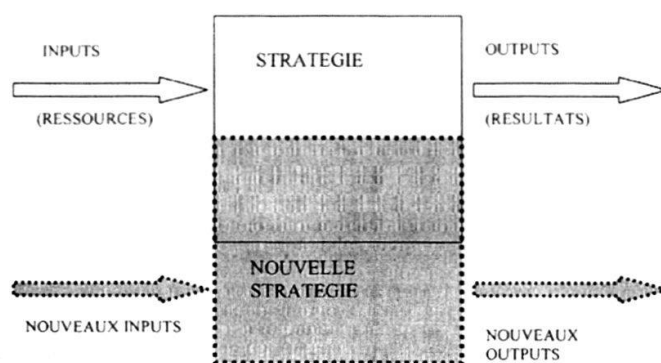 INPUTS
STRATEGIE
OUTPUTS
(RESSOURCES)
(RESULTATS)
NOUVELLE
STRATEGIE
NOUVEAUX INPUTS
NOUVEAUX
OUTPUTS